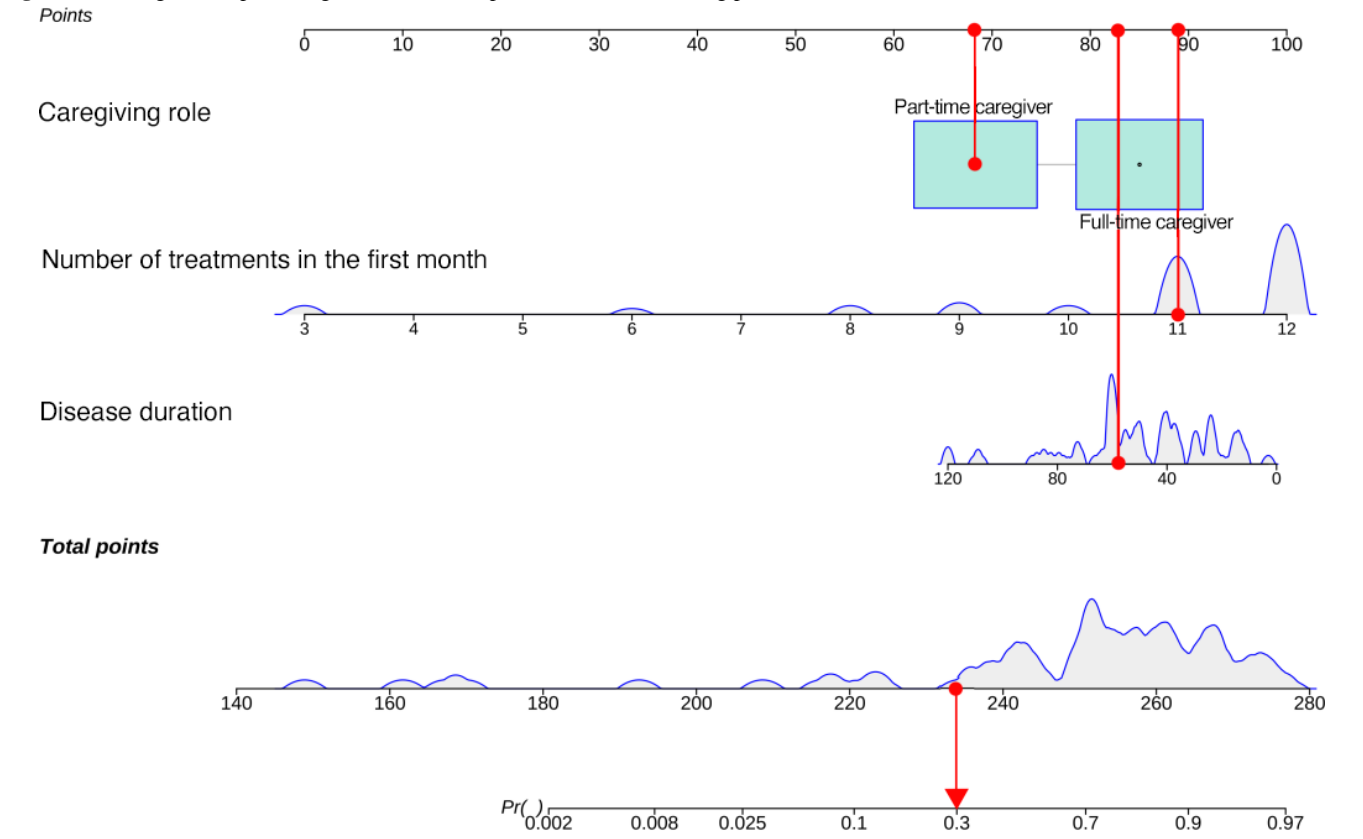 Points
0 10 20 30 40 50 60 70 80 90 100
Part-time caregiver
Caregiving role
Full-time caregiver
Number of treatments in the first month
3 4 5 6 7 8 9 10 11 12
Disease duration
120 80 40 0
Total points
140 160 180 200 220 240 260 280
Pr( )
0.002 0.008 0.025 0.1 0.3 0.7 0.9 0.97